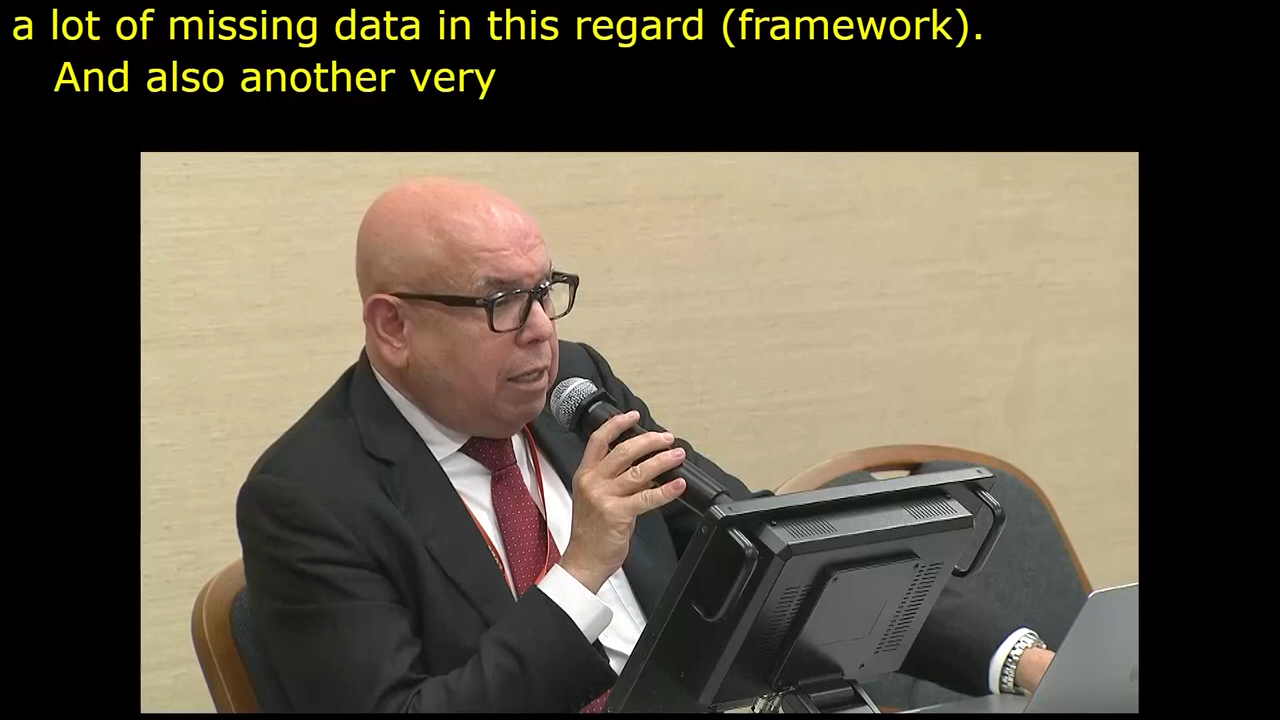 a lot of missing data in this regard (framework).
And also another very